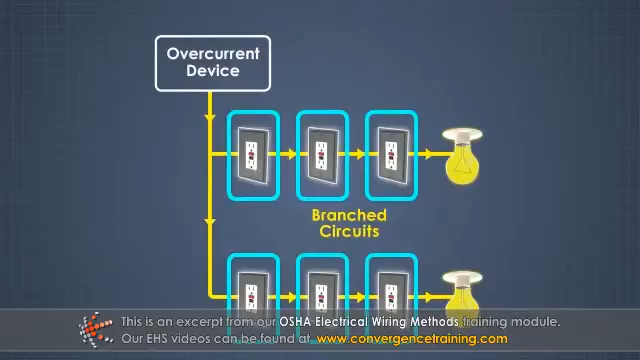 Overcurrent
Device
Branched
Circuits
This is an excerpt from our OSHA Electrical Wiring Methods training module.
Our EHS videos can be found at www.convergencetraining.com